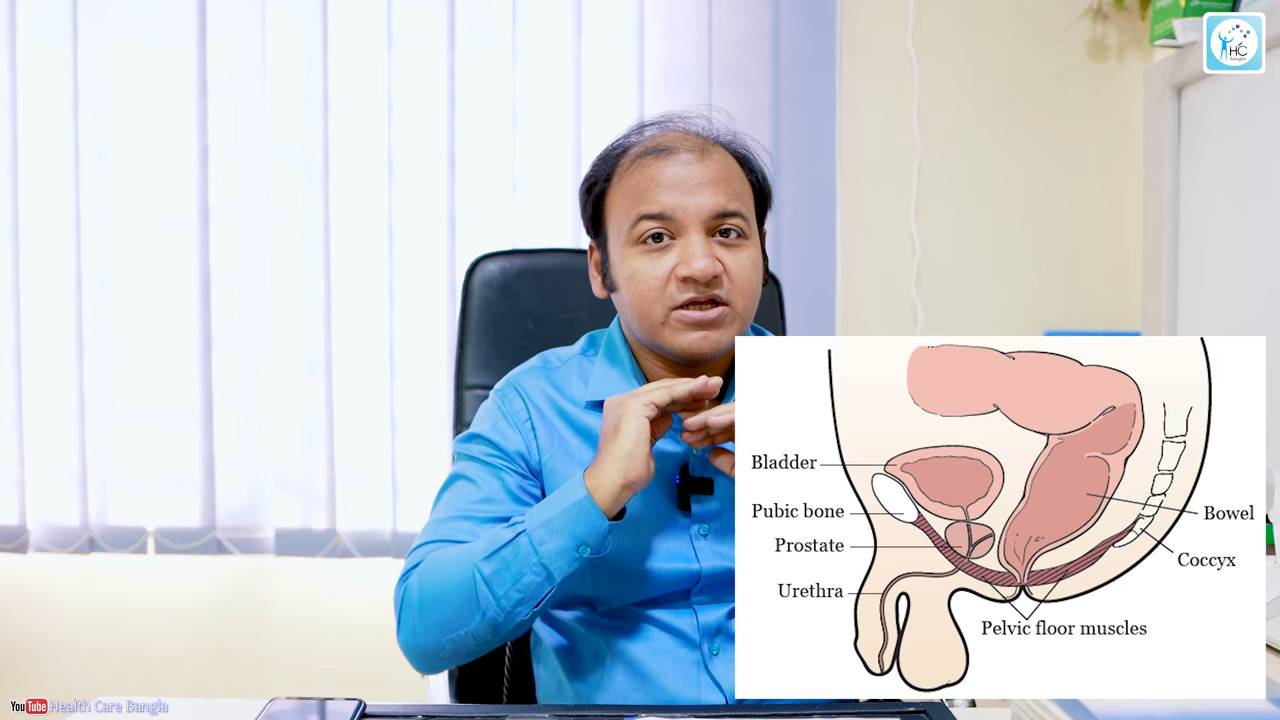 HC
Bangla
Bladder
Pubic bone
Prostate
Urethra
Bowel
Coccyx
Pelvic floor muscles
YouTube Health Care Bangla